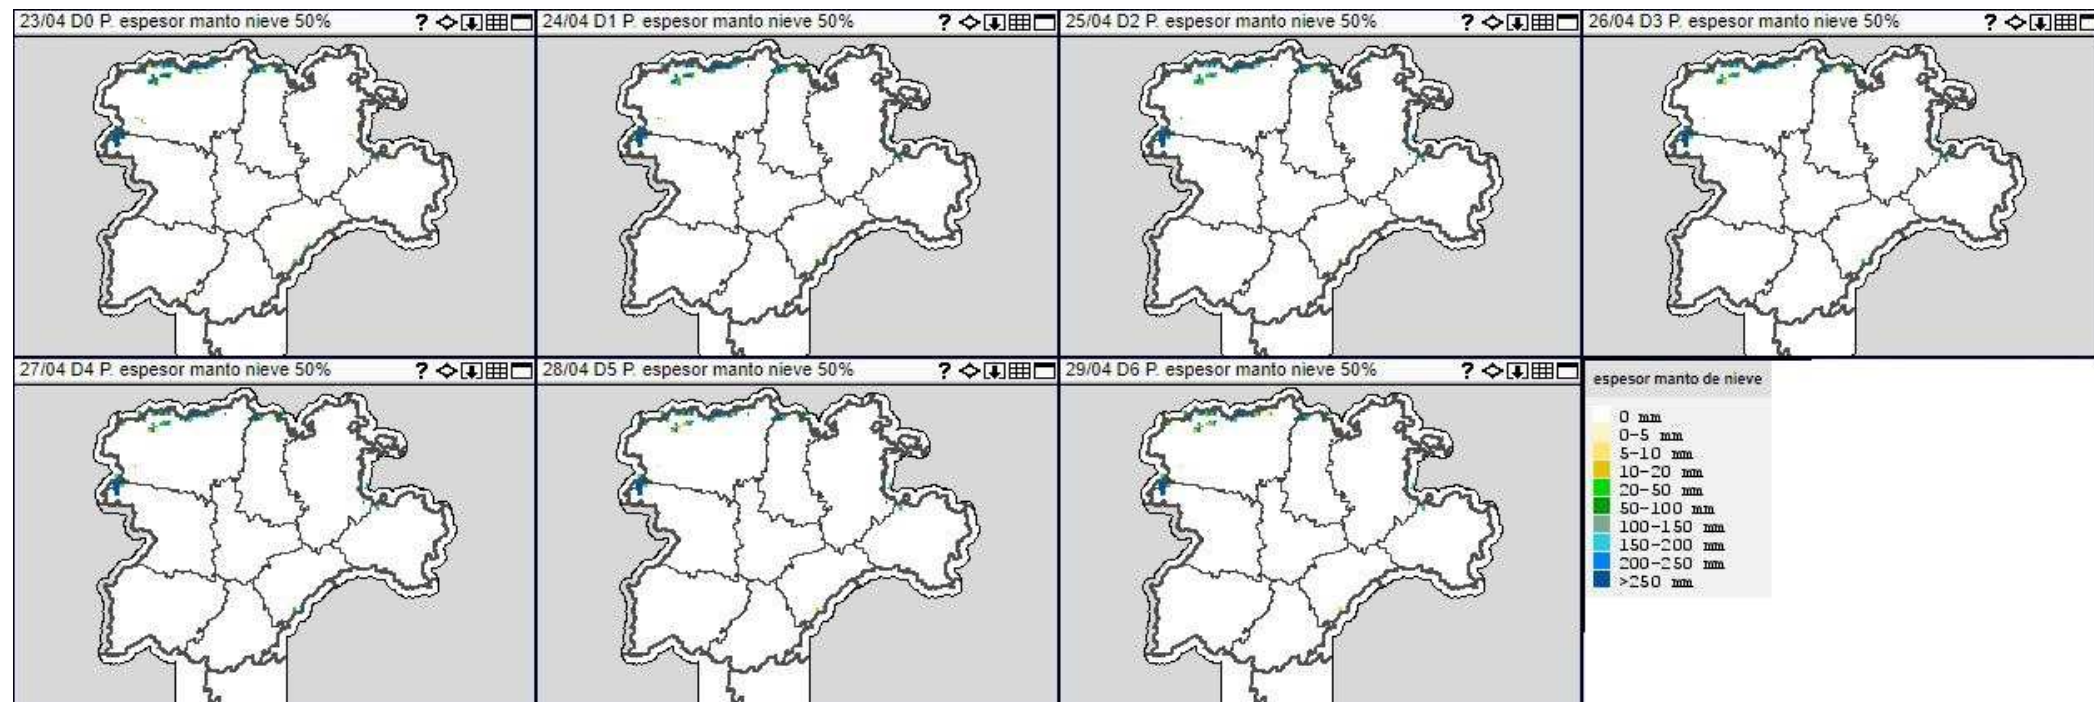 23/04 D0 P. espesor manto nieve 50% ?
24/04 D1 P. espesor manto nieve 50% ?
25/04 D2 P. espesor manto nieve 50% ?
26/04 D3 P. espesor manto nieve 50% ?
27/04 D4 P. espesor manto nieve 50% ?
28/04 D5 P. espesor manto nieve 50% ?
29/04 D6 P. espesor manto nieve 50% ?
espesor manto de nieve
0 mm
0-5 mm
5-10 mm
10-20 mm
20-50 mm
50-100 mm
100-150 mm
150-200 mm
200-250 mm
>250 mm